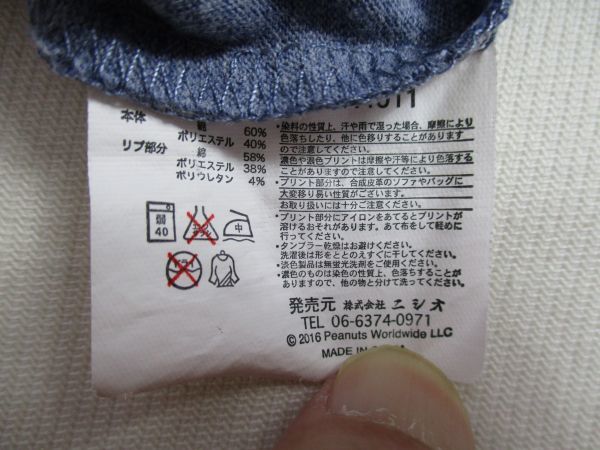 本体
綿 60%
ポリエステル 40%
リブ部分 綿 58%
ポリエステル 38%
ポリウレタン 4%
弱
40
エンソサラシ
中
ドライ
・染料の性質上、汗や雨で湿った場合、摩擦により
色落ちしたり、他に色移りすることがあります
ので注意してください。
濃色や濃色プリントは摩擦や汗等により色落する
ことがありますので注意して下さい。
・プリント部分は、合成皮革のソファやバッグに
大変移り易い性質がございます。
お取り扱いには十分ご注意ください。
・プリント部分にアイロンをあてるとプリントが
溶けるおそれがあります。あて布をして軽めに
行ってください。
・タンブラー乾燥はお避けください。
洗濯後は形をととのえすぐに干してください。
・淡色製品は無蛍光洗剤をご使用ください。
・濃色のものは染色の性質上、色落ちすることが
ありますので、他の物と分けて洗ってください。
発売元 株式会社 ニシオ
TEL 06-6374-0971
©2016 Peanuts Worldwide LLC
MADE IN